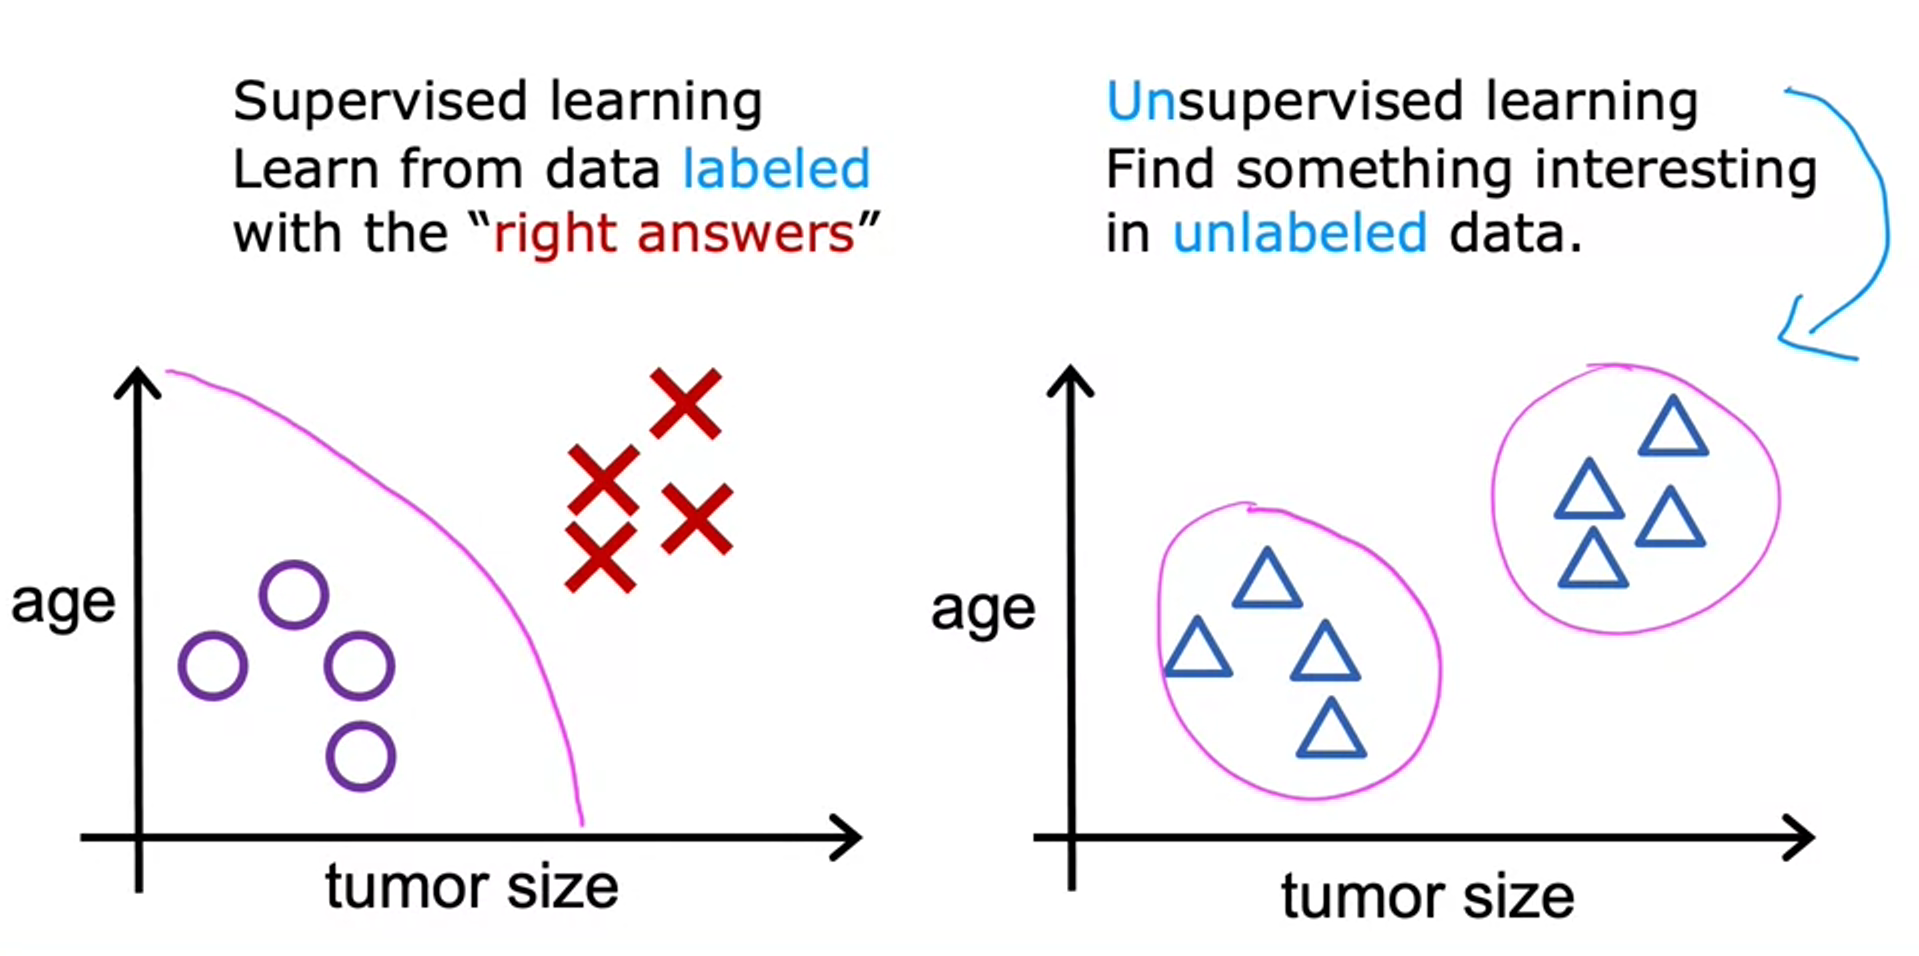 Supervised learning
Learn from data labeled
with the “right answers”
Unsupervised learning
Find something interesting
in unlabeled data.
age
tumor size
age
tumor size